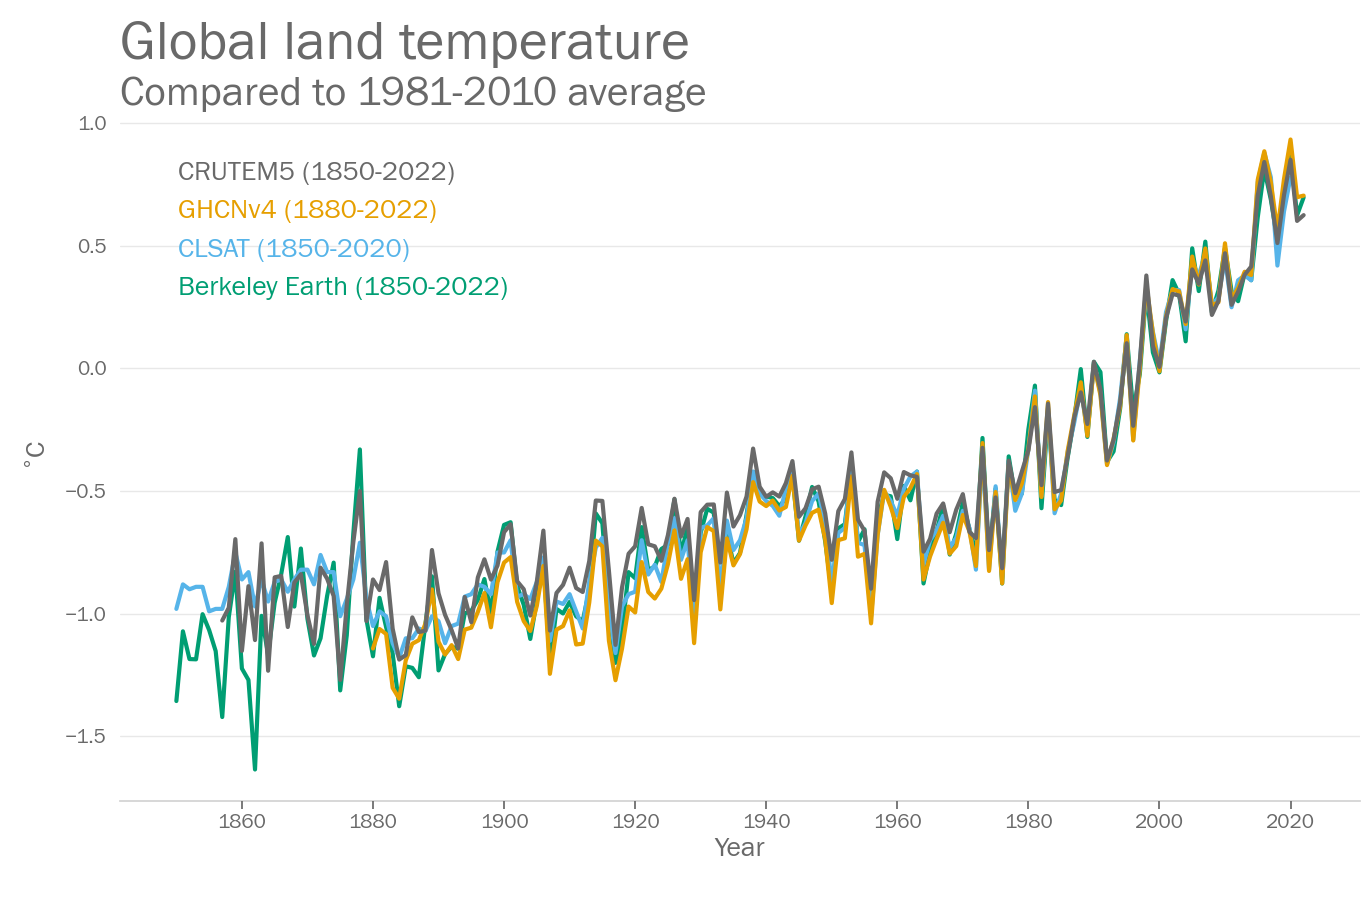 Global land temperature
Compared to 1981-2010 average
1.0
CRUTEM5 (1850-2022)
GHCNv4 (1880-2022)
0.5
CLSAT (1850-2020)
Berkeley Earth (1850-2022)
0.0
°C
−0.5
−1.0
−1.5
1860 1880 1900 1920 1940 1960 1980 2000 2020
Year